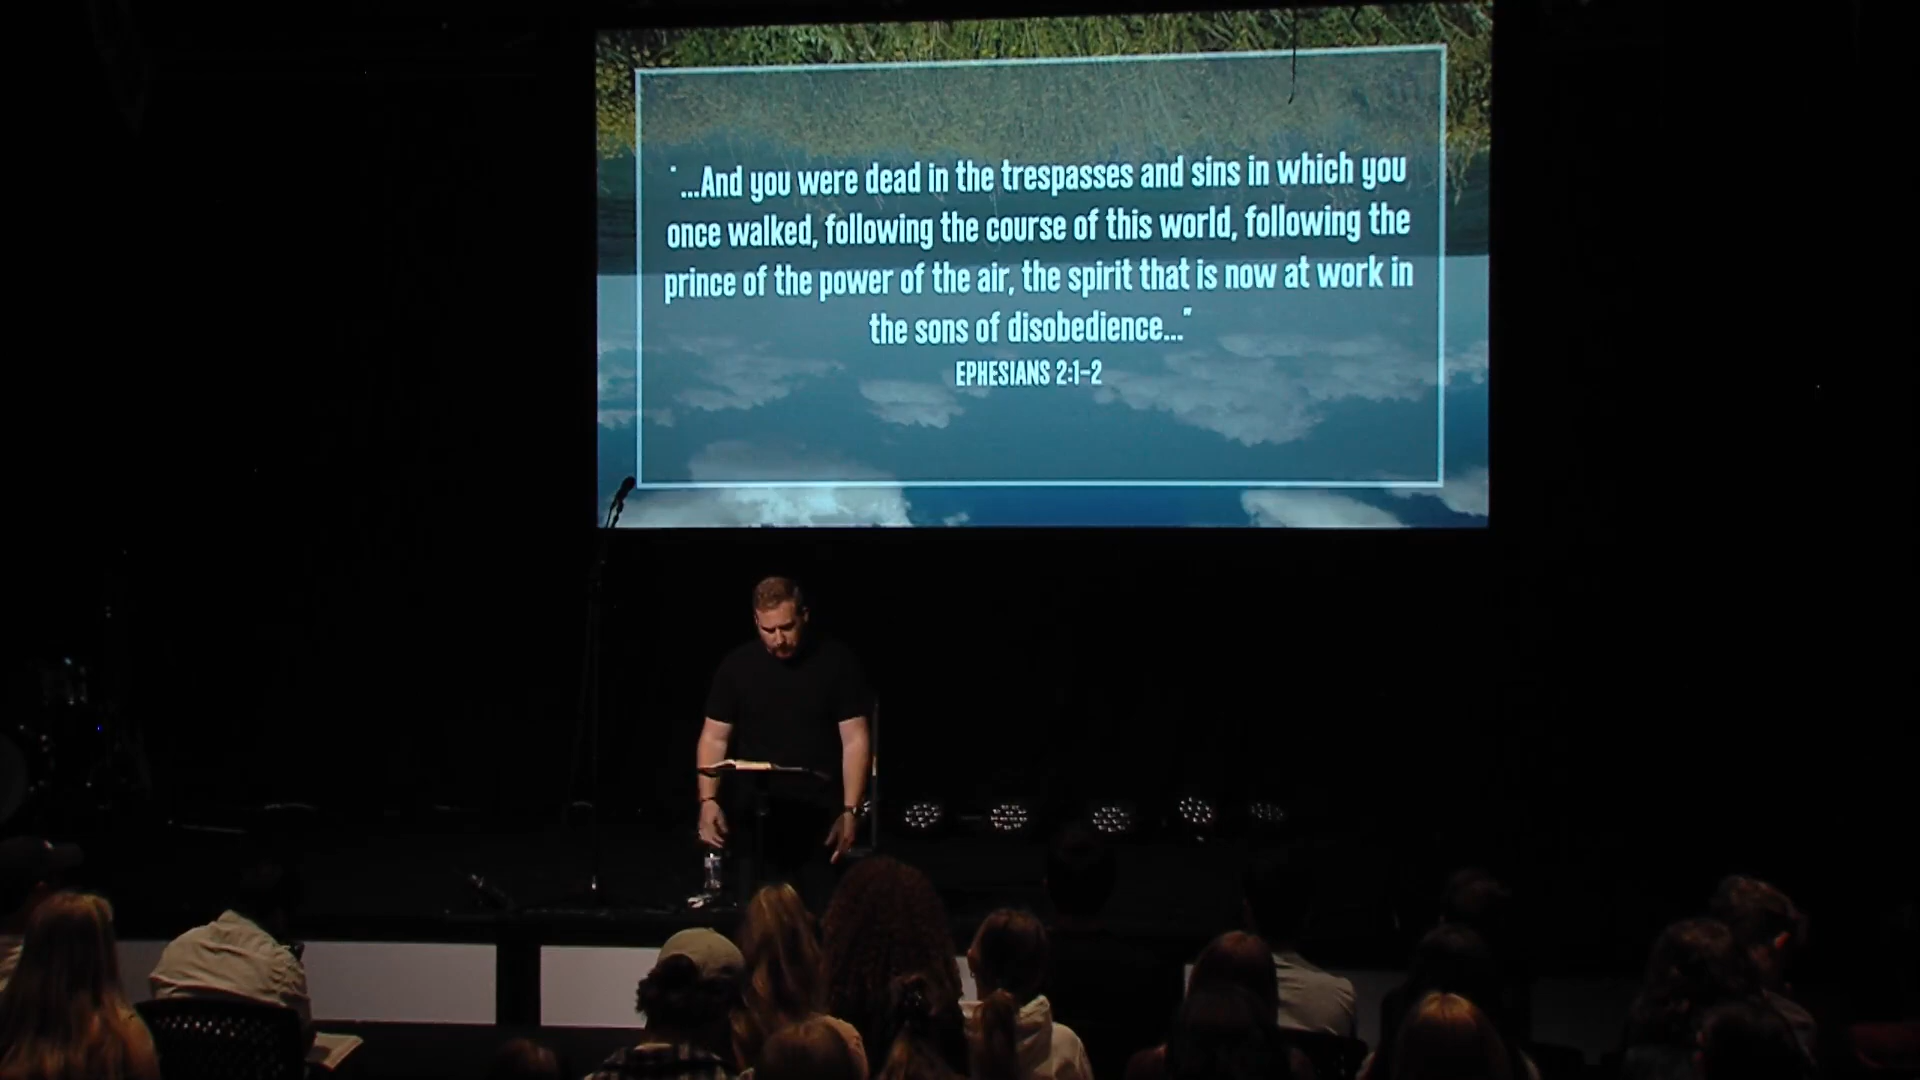 "...And you were dead in the trespasses and sins in which you
once walked, following the course of this world, following the
prince of the power of the air, the spirit that is now at work in
the sons of disobedience..."
EPHESIANS 2:1-2